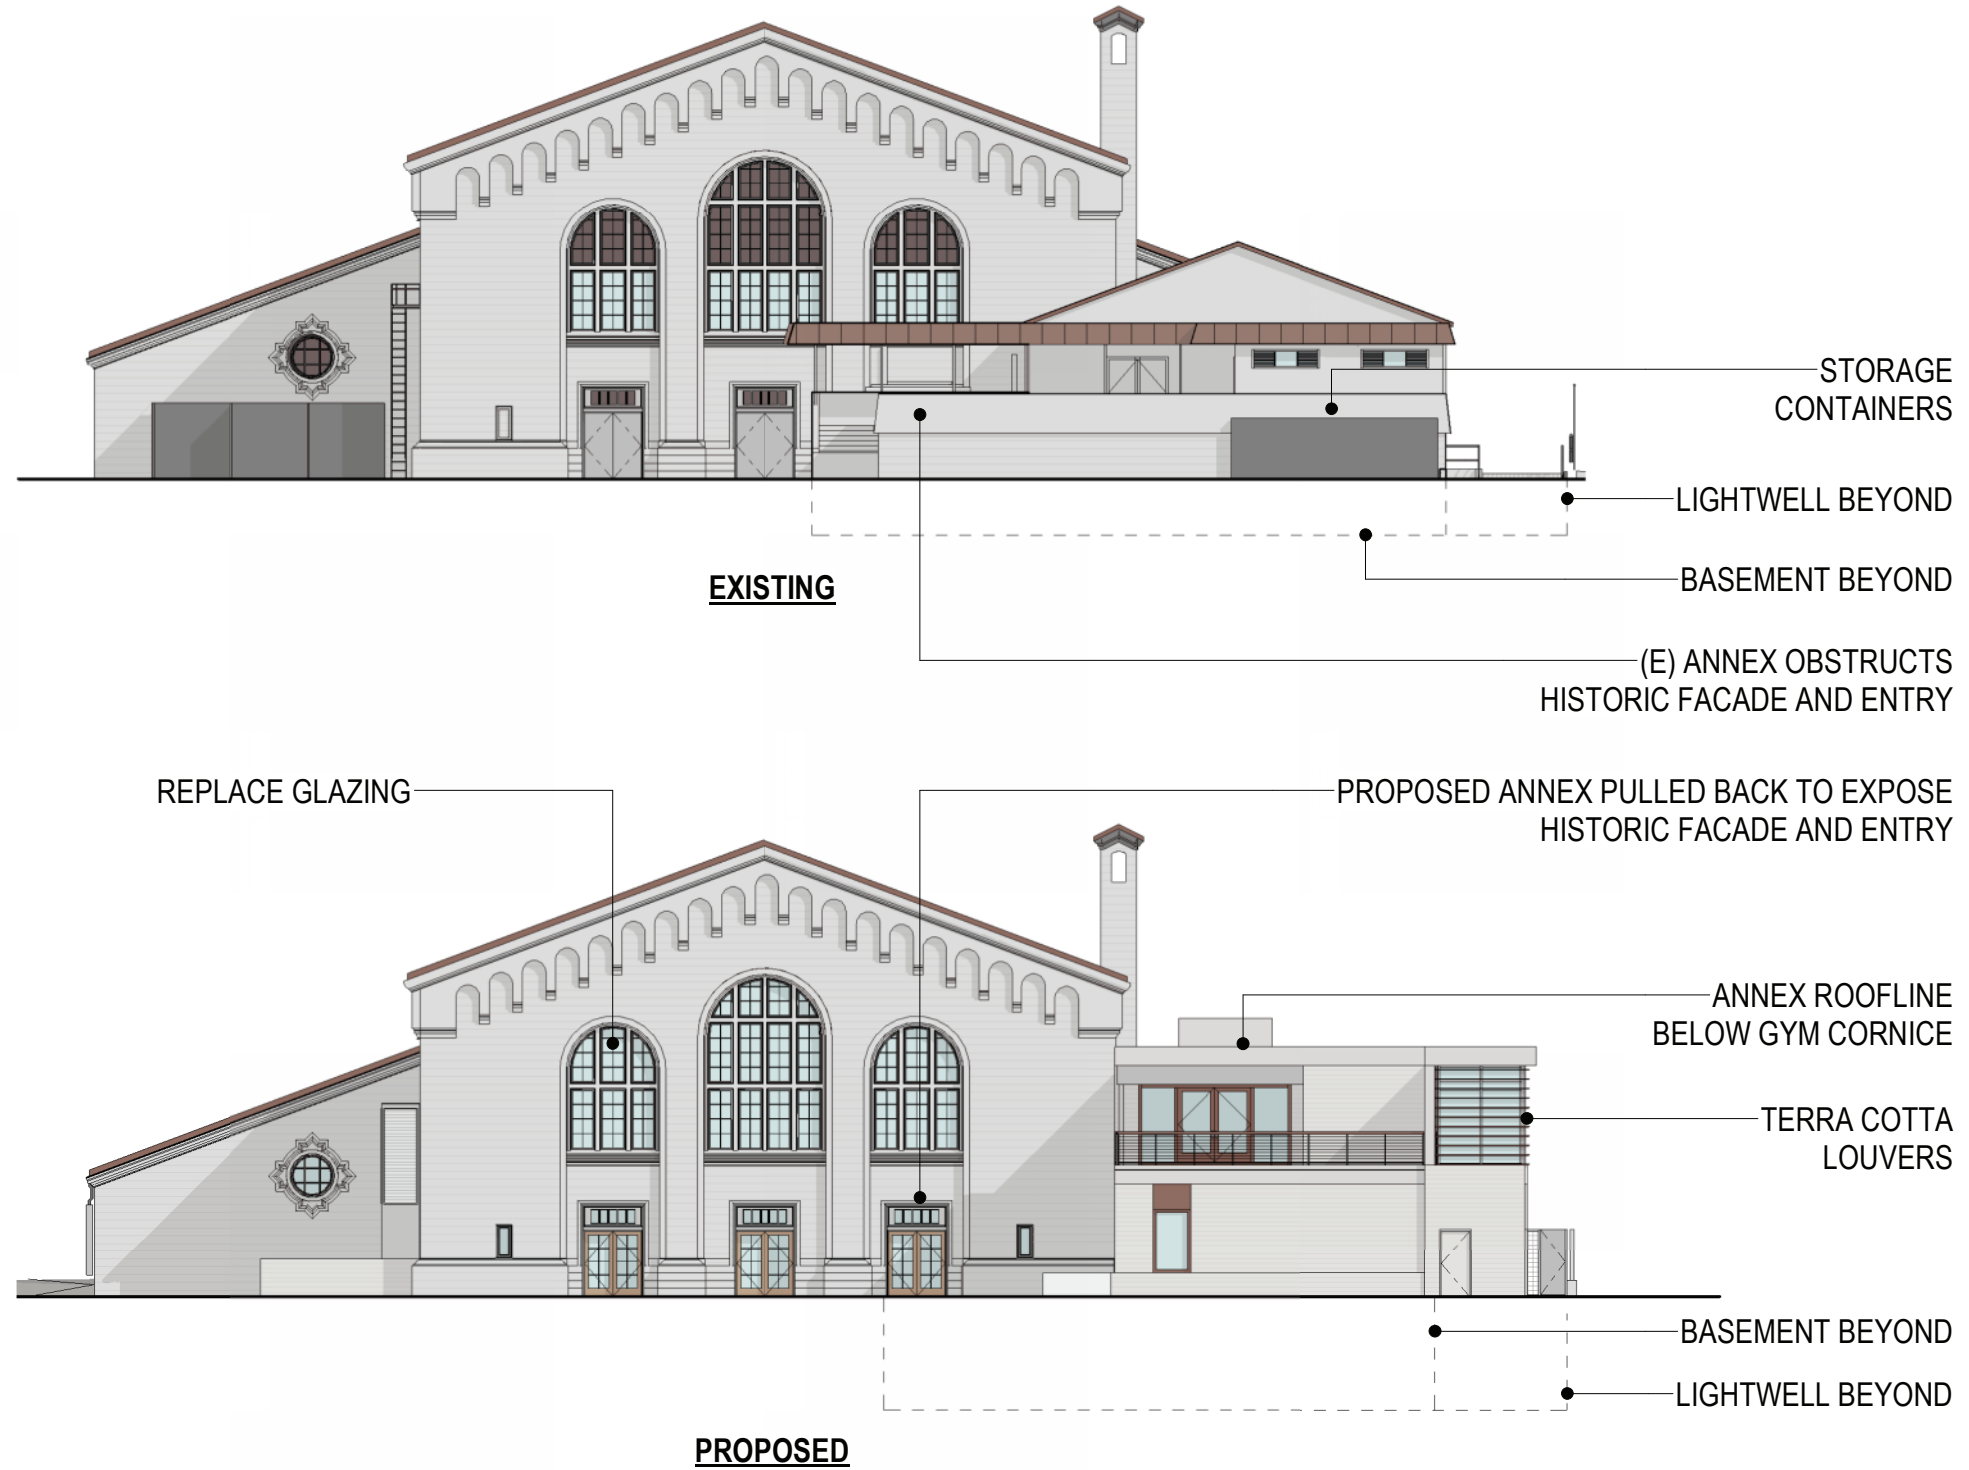 STORAGE
CONTAINERS
LIGHTWELL BEYOND
BASEMENT BEYOND
EXISTING
(E) ANNEX OBSTRUCTS
HISTORIC FACADE AND ENTRY
REPLACE GLAZING
PROPOSED ANNEX PULLED BACK TO EXPOSE
HISTORIC FACADE AND ENTRY
ANNEX ROOFLINE
BELOW GYM CORNICE
TERRA COTTA
LOUVERS
BASEMENT BEYOND
LIGHTWELL BEYOND
PROPOSED